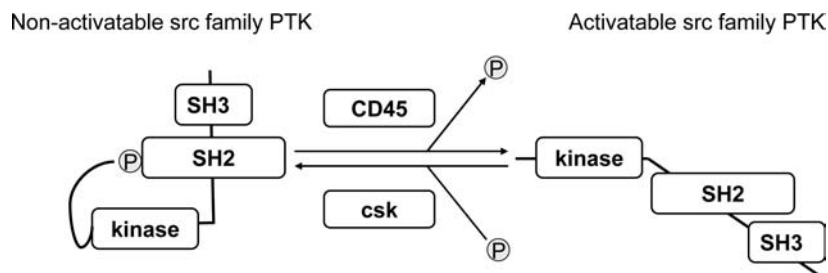 Non-activatable src family PTK
Activatable src family PTK
SH3
CD45
P
P
SH2
kinase
kinase
csk
SH2
P
SH3